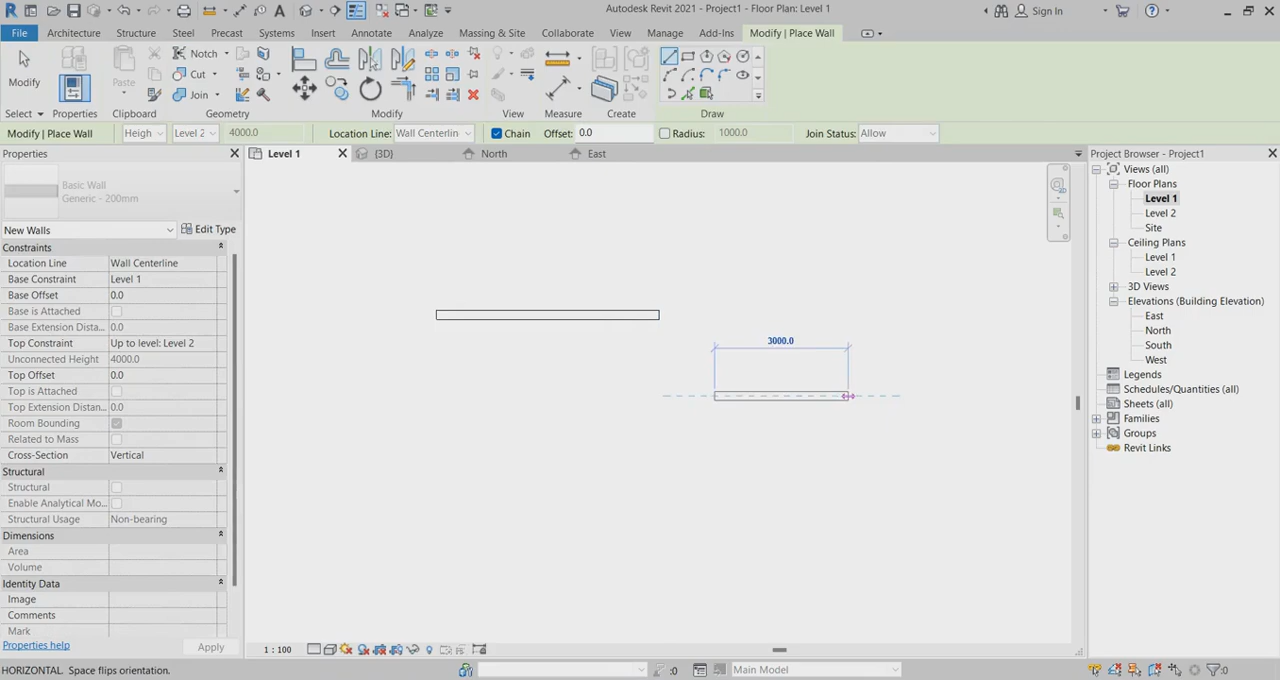 Autodesk Revit 2021 - Project1 - Floor Plan: Level 1
Sign In
File Architecture Structure Steel Precast Systems Insert Annotate Analyze Massing & Site Collaborate View Manage Add-Ins Modify | Place Wall
Modify
Paste
Notch
Cut
Join
Select Properties Clipboard Geometry Modify View Measure Create Draw
Modify | Place Wall Heigh Level 2 4000.0 Location Line: Wall Centerlin Chain Offset: 0.0 Radius: 1000.0 Join Status: Allow
Properties
Level 1 {3D} North East
Project Browser - Project1
Basic Wall
Generic - 200mm
New Walls Edit Type
Constraints
Location Line Wall Centerline
Base Constraint Level 1
Base Offset 0.0
Base is Attached
Base Extension Dista... 0.0
Top Constraint Up to level: Level 2
Unconnected Height 4000.0
Top Offset 0.0
Top is Attached
Top Extension Distan... 0.0
Room Bounding
Related to Mass
Cross-Section Vertical
Structural
Structural
Enable Analytical Mo...
Structural Usage Non-bearing
Dimensions
Area
Volume
Identity Data
Image
Comments
Mark
Properties help Apply
3000.0
Views (all)
Floor Plans
Level 1
Level 2
Site
Ceiling Plans
Level 1
Level 2
3D Views
Elevations (Building Elevation)
East
North
South
West
Legends
Schedules/Quantities (all)
Sheets (all)
Families
Groups
Revit Links
1 : 100
HORIZONTAL. Space flips orientation.
:0
Main Model
:0